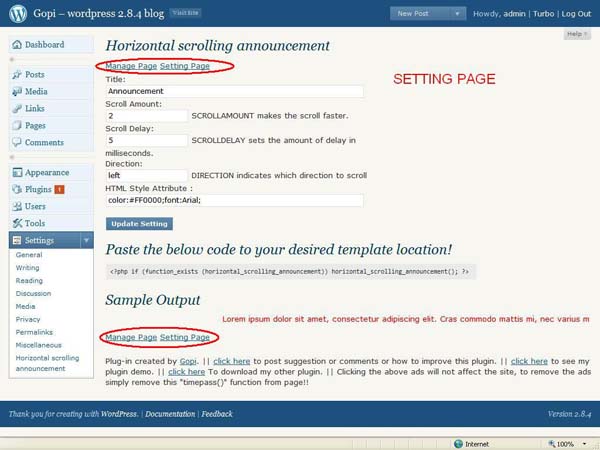 Gopi – wordpress 2.8.4 blog Visit Site New Post Howdy, admin | Turbo | Log Out
Help
Dashboard
Posts
Media
Links
Pages
Comments
Appearance
Plugins 1
Users
Tools
Settings
General
Writing
Reading
Discussion
Media
Privacy
Permalinks
Miscellaneous
Horizontal scrolling
announcement
Horizontal scrolling announcement
Manage Page Setting Page
SETTING PAGE
Title:
Announcement
Scroll Amount:
2 SCROLLAMOUNT makes the scroll faster.
Scroll Delay:
5 SCROLLDELAY sets the amount of delay in
milliseconds.
Direction:
left DIRECTION indicates which direction to scroll
HTML Style Attribute :
color:#FF0000;font:Arial;
Update Setting
Paste the below code to your desired template location!
<?php if (function_exists (horizontal_scrolling_announcement)) horizontal_scrolling_announcement(); ?>
Sample Output
Lorem ipsum dolor sit amet, consectetur adipiscing elit. Cras commodo mattis mi, nec varius m
Manage Page Setting Page
Plug-in created by Gopi. || click here to post suggestion or comments or how to improve this plugin. || click here to see my
plugin demo. || click here To download my other plugin. || Clicking the above ads will not affect the site, to remove the ads
simply remove this "timepass()" function from page!!
Thank you for creating with WordPress. | Documentation | Feedback Version 2.8.4
Internet 100%